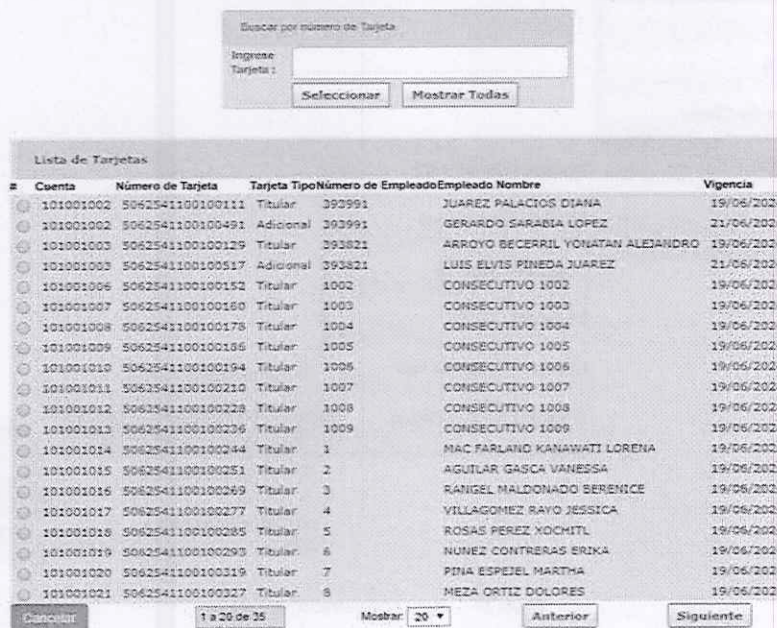 Buscar por número de Tarjeta
Ingrese
Tarjeta :
Seleccionar Mostrar Todas
Lista de Tarjetas
# Cuenta Número de Tarjeta Tarjeta Tipo Número de Empleado Empleado Nombre Vigencia
101001002 5062541100100111 Titular 393991 JUAREZ PALACIOS DIANA 19/06/202
101001002 5062541100100491 Adicional 393991 GERARDO SARABIA LOPEZ 21/06/202
101001003 5062541100100129 Titular 393821 ARROYO BECERRIL YONATAN ALEJANDRO 19/06/202
101001003 5062541100100517 Adicional 393821 LUIS ELVIS PINEDA JUAREZ 21/06/202
101001006 5062541100100152 Titular 1002 CONSECUTIVO 1002 19/06/202
101001007 5062541100100160 Titular 1003 CONSECUTIVO 1003 19/06/202
101001008 5062541100100178 Titular 1004 CONSECUTIVO 1004 19/06/202
101001009 5062541100100186 Titular 1005 CONSECUTIVO 1005 19/06/202
101001010 5062541100100194 Titular 1006 CONSECUTIVO 1006 19/06/202
101001011 5062541100100210 Titular 1007 CONSECUTIVO 1007 19/06/202
101001012 5062541100100228 Titular 1008 CONSECUTIVO 1008 19/06/202
101001013 5062541100100236 Titular 1009 CONSECUTIVO 1009 19/06/202
101001014 5062541100100244 Titular 1 MAC FARLAND KANAWATI LORENA 19/06/202
101001015 5062541100100251 Titular 2 AGUILAR GASCA VANESSA 19/06/202
101001016 5062541100100269 Titular 3 RANGEL MALDONADO BERENICE 19/06/202
101001017 5062541100100277 Titular 4 VILLAGOMEZ RAYO JESSICA 19/06/202
101001018 5062541100100285 Titular 5 ROSAS PEREZ XOCHITL 19/06/202
101001019 5062541100100293 Titular 6 NUNEZ CONTRERAS ERIKA 19/06/202
101001020 5062541100100319 Titular 7 PINA ESPEJEL MARTHA 19/06/202
101001021 5062541100100327 Titular 8 MEZA ORTIZ DOLORES 19/06/202
Cancelar 1 a 20 de 35 Mostrar: 20 Anterior Siguiente